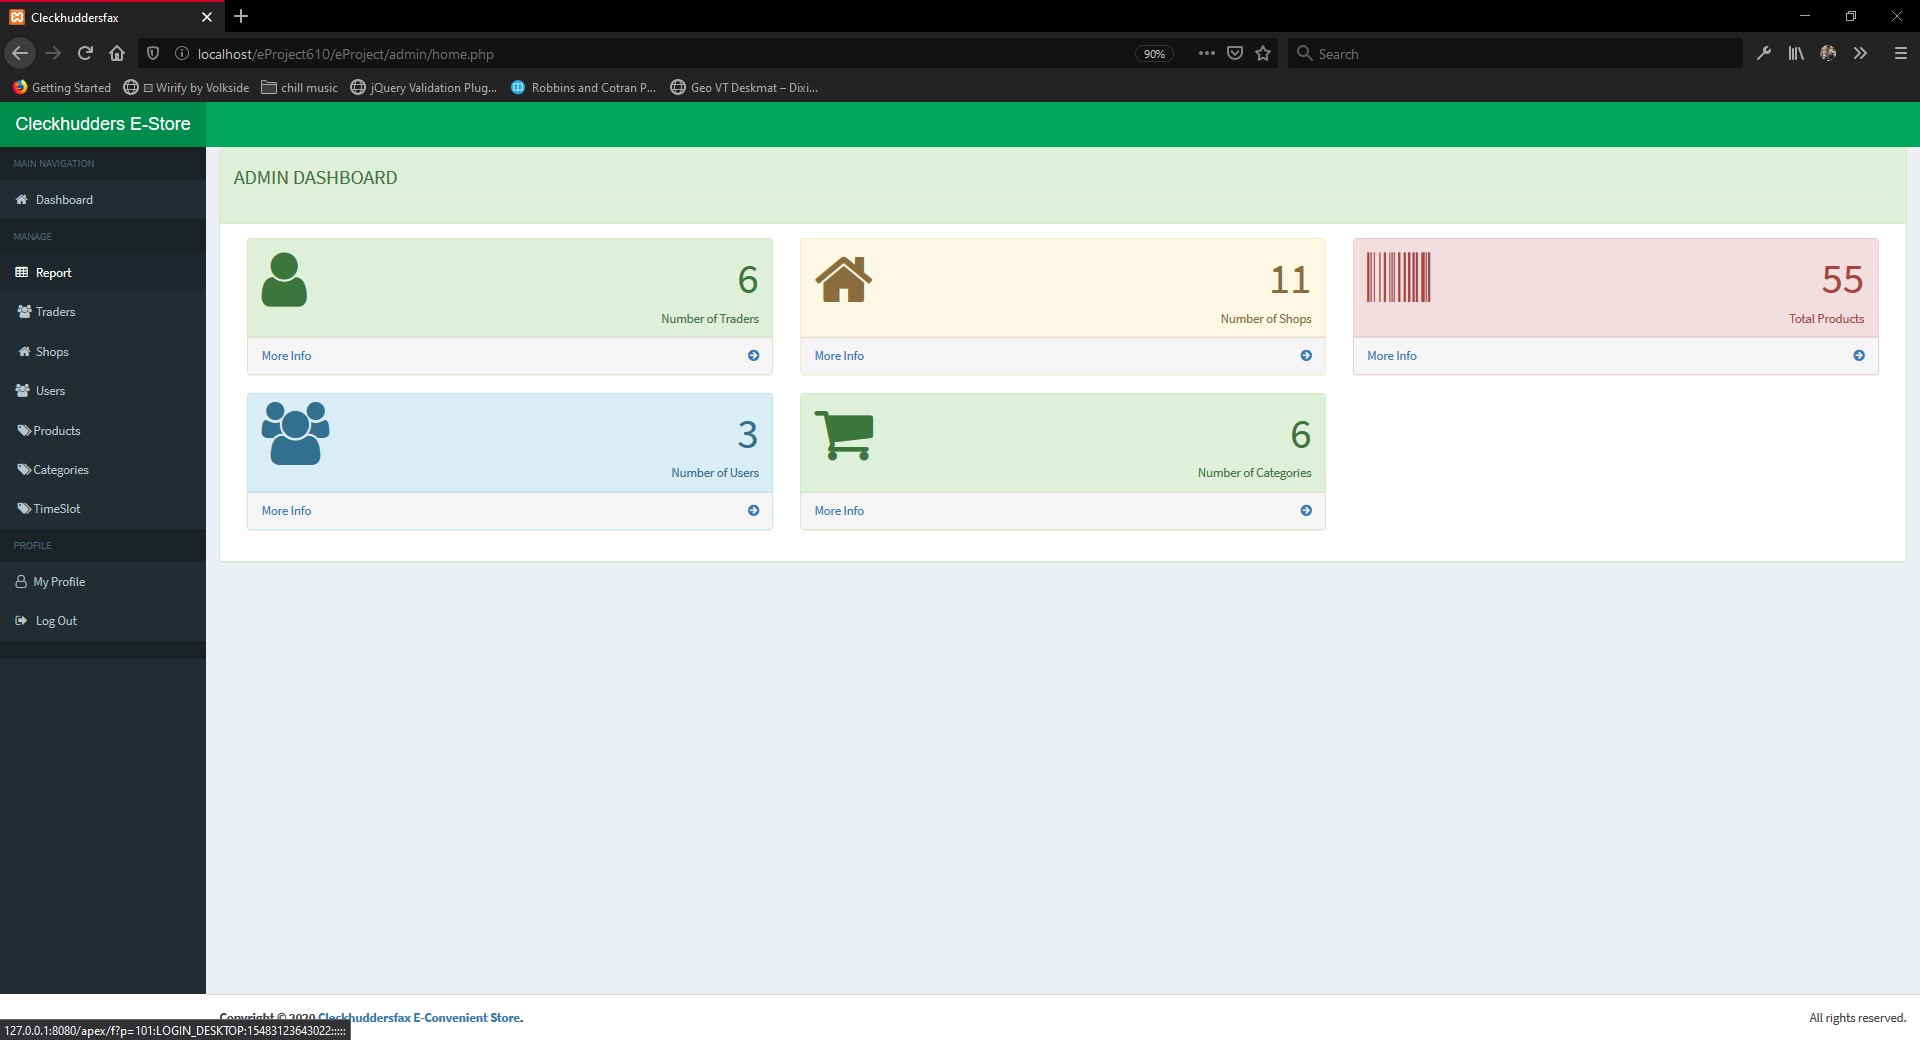 Cleckhuddersfax
localhost/eProject610/eProject/admin/home.php
90%
Search
Getting Started
Wirify by Volkside
chill music
jQuery Validation Plug...
Robbins and Cotran P...
Geo VT Deskmat – Dixi...
Cleckhudders E-Store
MAIN NAVIGATION
Dashboard
MANAGE
Report
Traders
Shops
Users
Products
Categories
TimeSlot
PROFILE
My Profile
Log Out
ADMIN DASHBOARD
6
Number of Traders
More Info
11
Number of Shops
More Info
55
Total Products
More Info
3
Number of Users
More Info
6
Number of Categories
More Info
Copyright © 2020 Cleckhuddersfax E-Convenient Store.
All rights reserved.
127.0.0.1:8080/apex/f?p=101:LOGIN_DESKTOP:15483123643022:::::